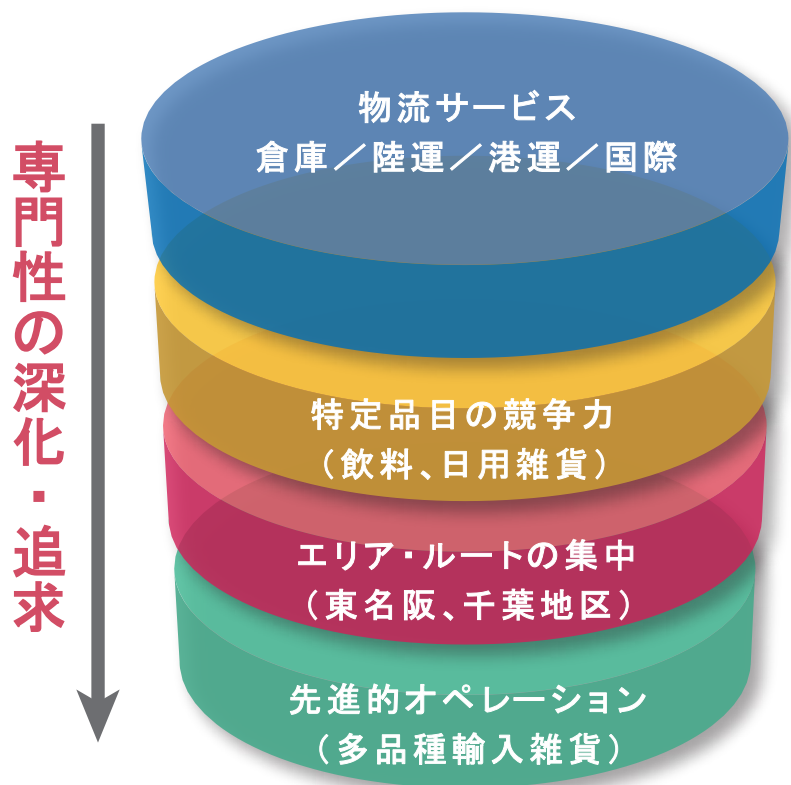 専門性の深化・追求
物流サービス
倉庫／陸運／港運／国際
特定品目の競争力
（飲料、日用雑貨）
エリア・ルートの集中
（東名阪、千葉地区）
先進的オペレーション
（多品種輸入雑貨）